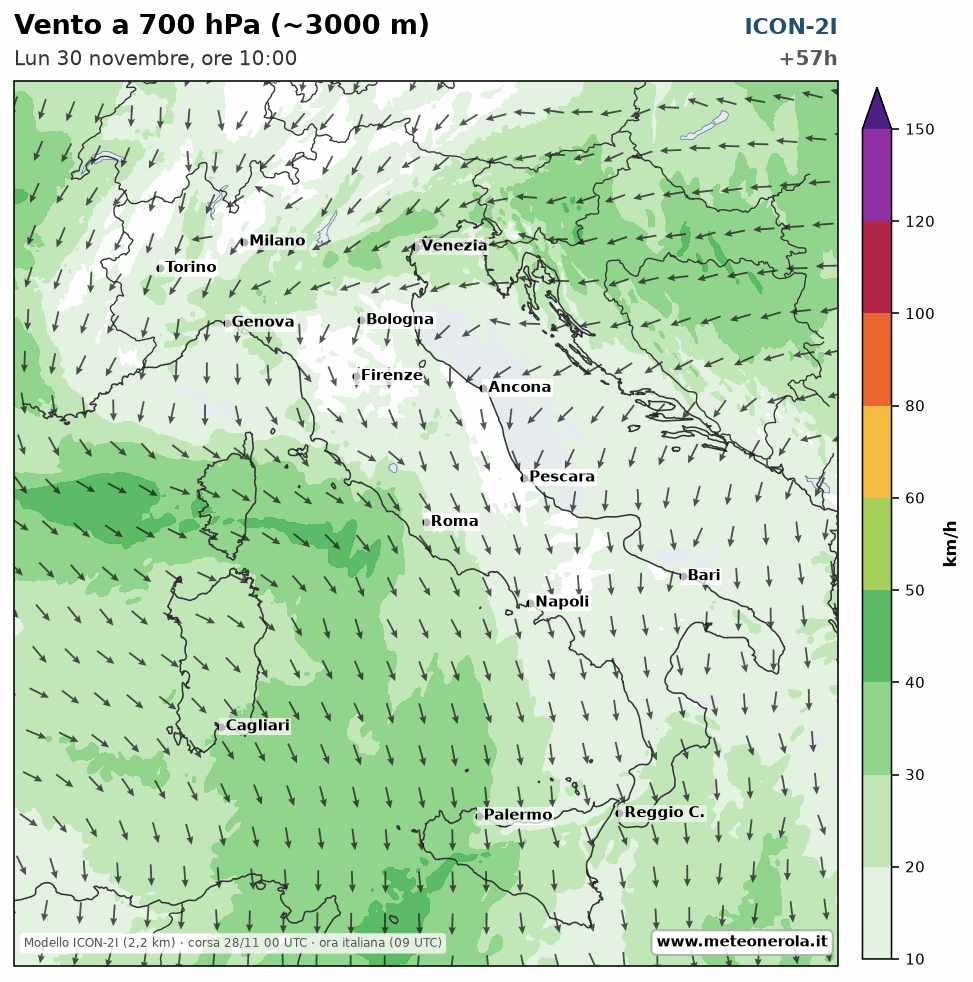 Vento a 700 hPa (~3000 m)
ICON-2I
Lun 30 novembre, ore 10:00
+57h
150
120
100
80
60
50
40
30
20
10
km/h
Milano
Venezia
Torino
Genova
Bologna
Firenze
Ancona
Pescara
Roma
Bari
Napoli
Cagliari
Palermo
Reggio C.
Modello ICON-2I (2,2 km) · corsa 28/11 00 UTC · ora italiana (09 UTC)
www.meteonerola.it